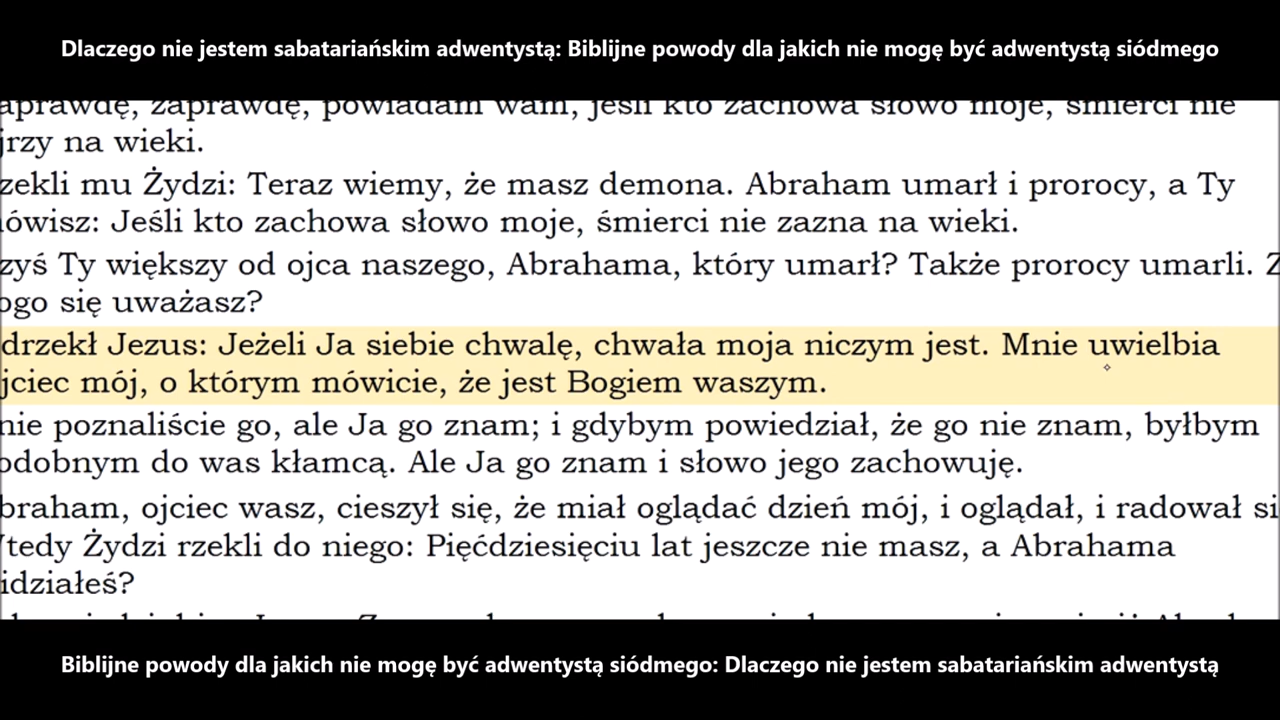 Dlaczego nie jestem sabatariańskim adwentystą: Biblijne powody dla jakich nie mogę być adwentystą siódmego
aprawdę, zaprawdę, powiadam wam, jeśli kto zachowa słowo moje, śmierci nie
jrzy na wieki.
zekli mu Żydzi: Teraz wiemy, że masz demona. Abraham umarł i prorocy, a Ty
ówisz: Jeśli kto zachowa słowo moje, śmierci nie zazna na wieki.
zyś Ty większy od ojca naszego, Abrahama, który umarł? Także prorocy umarli. Z
ogo się uważasz?
drzekł Jezus: Jeżeli Ja siebie chwalę, chwała moja niczym jest. Mnie uwielbia
jciec mój, o którym mówicie, że jest Bogiem waszym.
nie poznaliście go, ale Ja go znam; i gdybym powiedział, że go nie znam, byłbym
odobnym do was kłamcą. Ale Ja go znam i słowo jego zachowuję.
braham, ojciec wasz, cieszył się, że miał oglądać dzień mój, i oglądał, i radował si
tedy Żydzi rzekli do niego: Pięćdziesięciu lat jeszcze nie masz, a Abrahama
idziałeś?
Biblijne powody dla jakich nie mogę być adwentystą siódmego: Dlaczego nie jestem sabatariańskim adwentystą